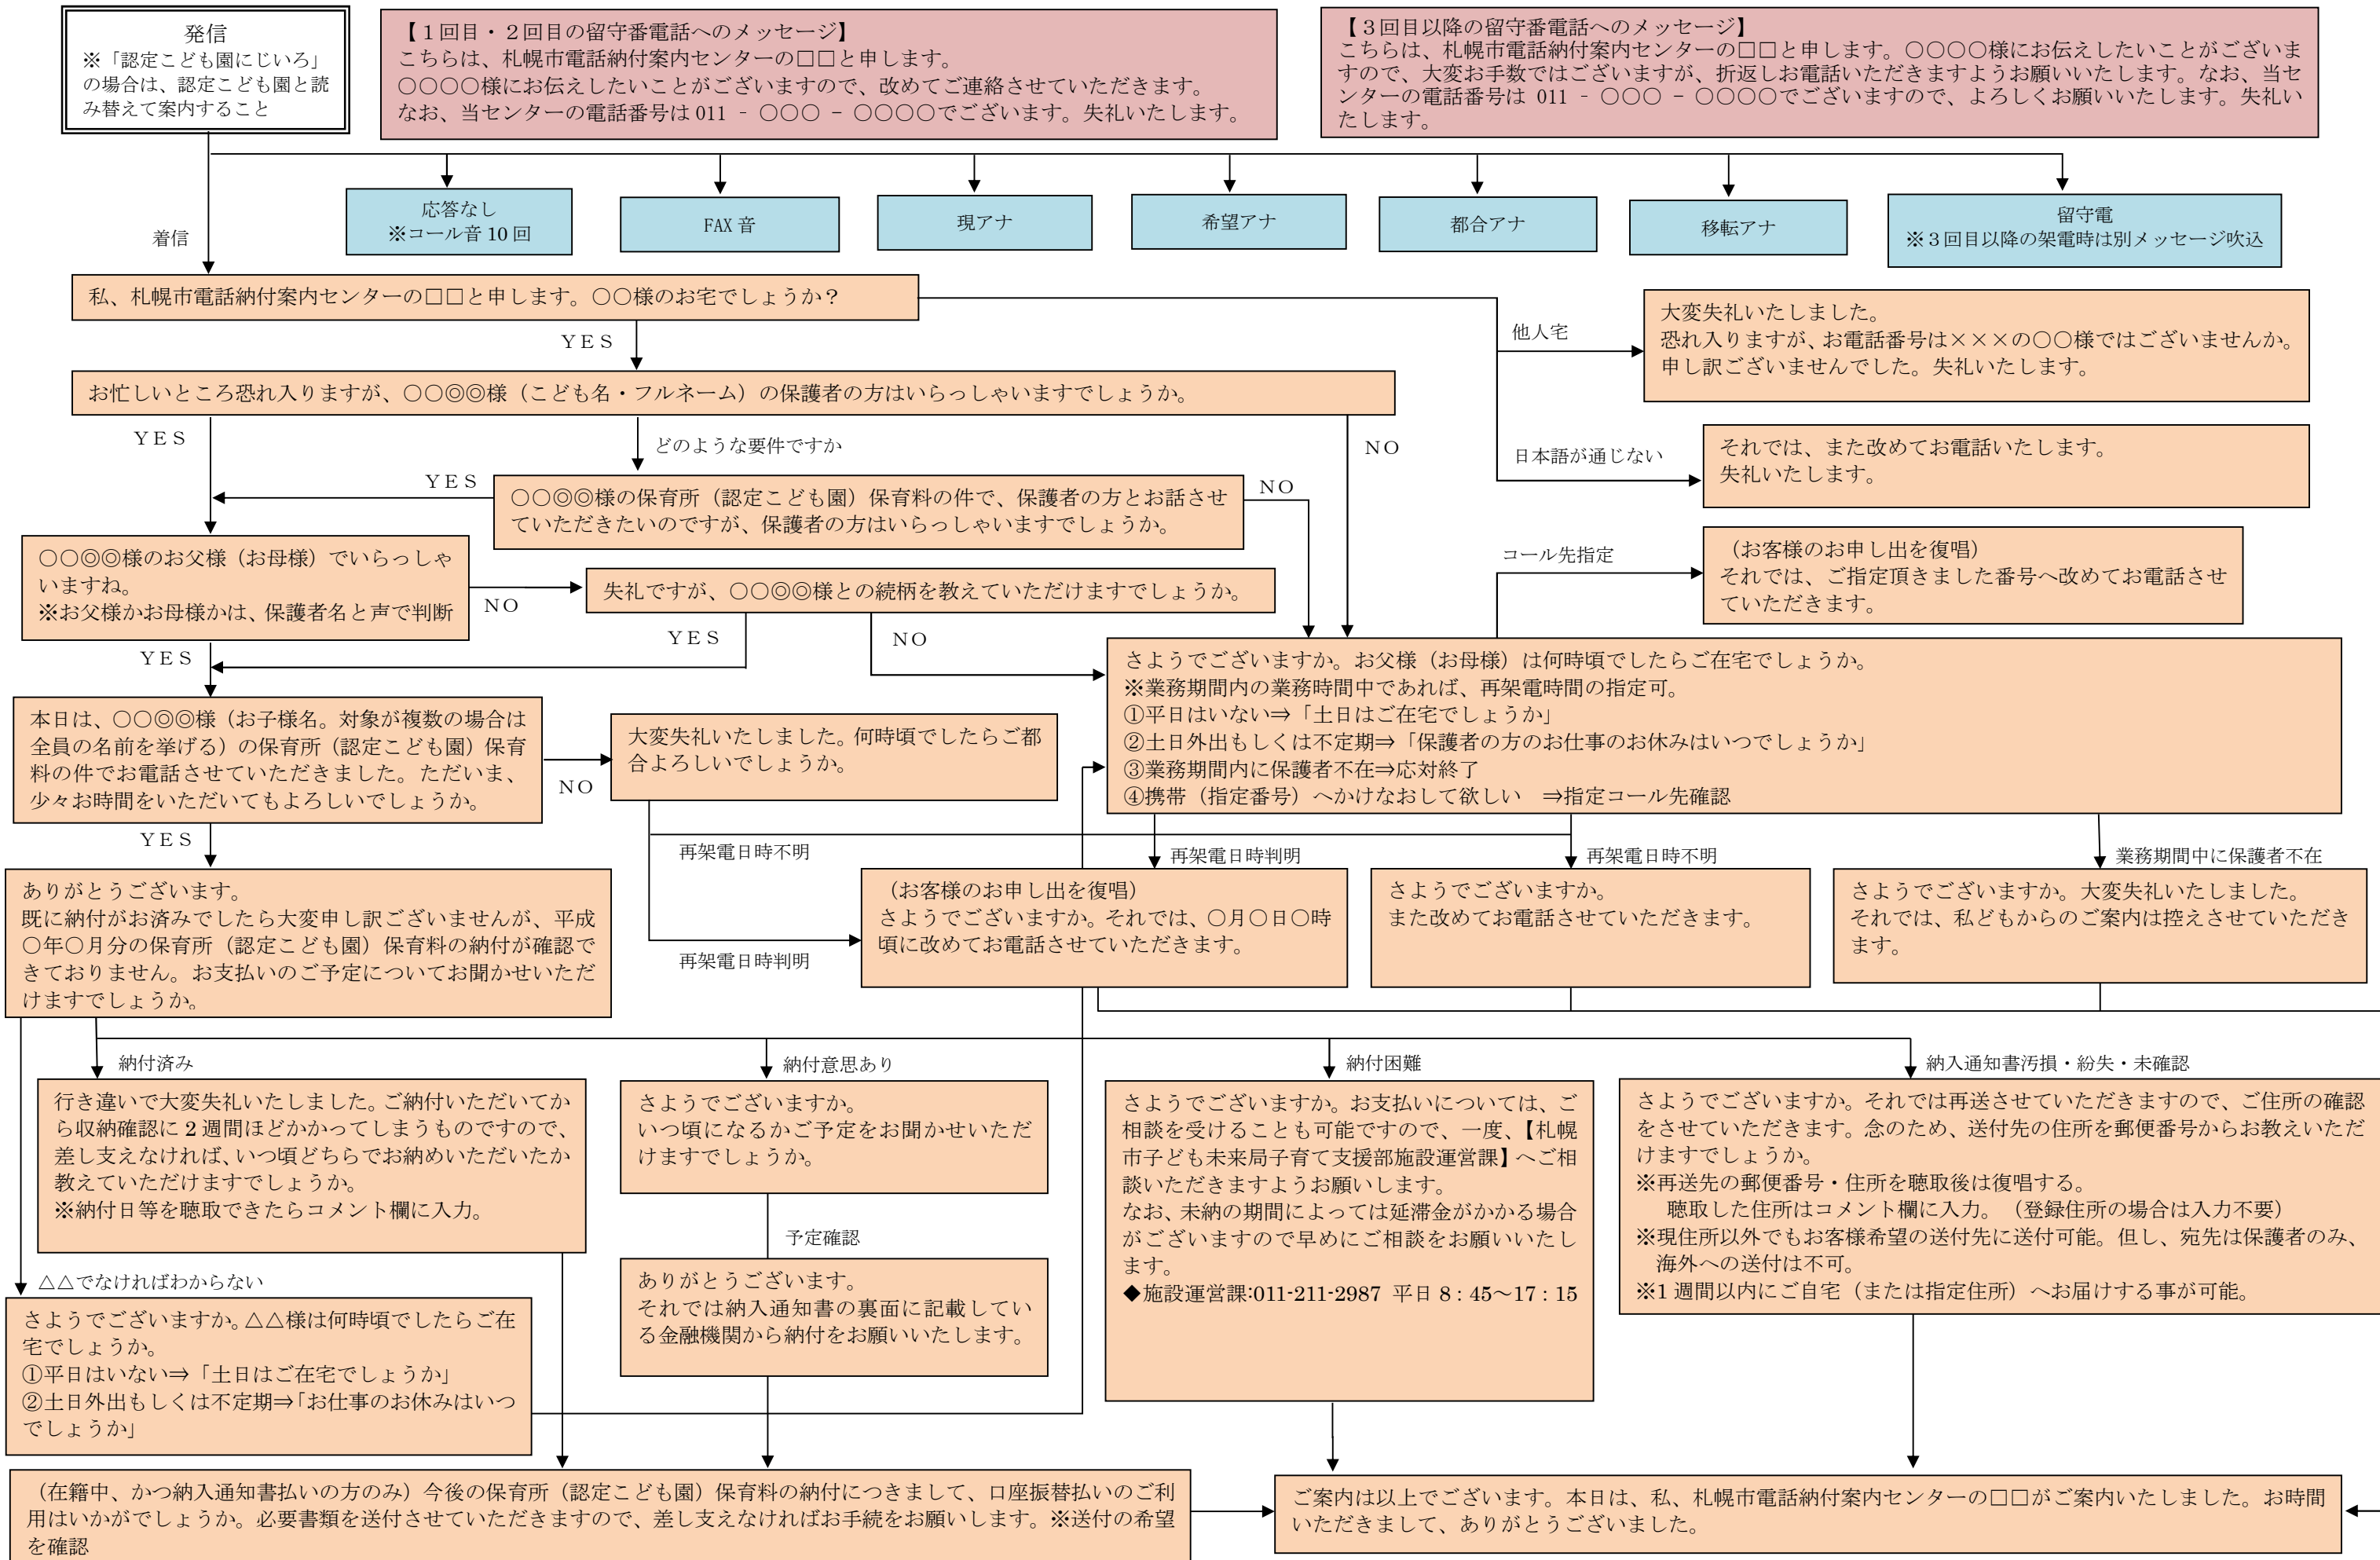 発信
※「認定こども園にじいろ」
の場合は、認定こども園と読
み替えて案内すること
【１回目・２回目の留守番電話へのメッセージ】
こちらは、札幌市電話納付案内センターの□□と申します。
○○○○様にお伝えしたいことがございますので、改めてご連絡させていただきます。
なお、当センターの電話番号は 011 - ○○○ - ○○○○でございます。失礼いたします。
【３回目以降の留守番電話へのメッセージ】
こちらは、札幌市電話納付案内センターの□□と申します。○○○○様にお伝えしたいことがございま
すので、大変お手数ではございますが、折返しお電話いただきますようお願いいたします。なお、当セ
ンターの電話番号は 011 - ○○○ - ○○○○でございますので、よろしくお願いいたします。失礼い
たします。
応答なし
※コール音 10 回
FAX 音
現アナ
希望アナ
都合アナ
移転アナ
留守電
※３回目以降の架電時は別メッセージ吹込
着信
私、札幌市電話納付案内センターの□□と申します。○○様のお宅でしょうか？
ＹＥＳ
他人宅
大変失礼いたしました。
恐れ入りますが、お電話番号は×××の○○様ではございませんか。
申し訳ございませんでした。失礼いたします。
お忙しいところ恐れ入りますが、○○◎◎様（こども名・フルネーム）の保護者の方はいらっしゃいますでしょうか。
ＹＥＳ
どのような要件ですか
ＮＯ
日本語が通じない
それでは、また改めてお電話いたします。
失礼いたします。
ＹＥＳ
○○◎◎様の保育所（認定こども園）保育料の件で、保護者の方とお話させ
ていただきたいのですが、保護者の方はいらっしゃいますでしょうか。
ＮＯ
○○◎◎様のお父様（お母様）でいらっしゃ
いますね。
※お父様かお母様かは、保護者名と声で判断
ＮＯ
失礼ですが、○○◎◎様との続柄を教えていただけますでしょうか。
コール先指定
（お客様のお申し出を復唱）
それでは、ご指定頂きました番号へ改めてお電話させ
ていただきます。
ＹＥＳ
ＹＥＳ
ＮＯ
さようでございますか。お父様（お母様）は何時頃でしたらご在宅でしょうか。
※業務期間内の業務時間中であれば、再架電時間の指定可。
①平日はいない⇒「土日はご在宅でしょうか」
②土日外出もしくは不定期⇒「保護者の方のお仕事のお休みはいつでしょうか」
③業務期間内に保護者不在⇒応対終了
④携帯（指定番号）へかけなおして欲しい　⇒指定コール先確認
本日は、○○◎◎様（お子様名。対象が複数の場合は
全員の名前を挙げる）の保育所（認定こども園）保育
料の件でお電話させていただきました。ただいま、
少々お時間をいただいてもよろしいでしょうか。
ＮＯ
大変失礼いたしました。何時頃でしたらご都
合よろしいでしょうか。
ＹＥＳ
再架電日時不明
再架電日時判明
再架電日時不明
業務期間中に保護者不在
ありがとうございます。
既に納付がお済みでしたら大変申し訳ございませんが、平成
○年○月分の保育所（認定こども園）保育料の納付が確認で
きておりません。お支払いのご予定についてお聞かせいただ
けますでしょうか。
再架電日時判明
（お客様のお申し出を復唱）
さようでございますか。それでは、○月○日○時
頃に改めてお電話させていただきます。
さようでございますか。
また改めてお電話させていただきます。
さようでございますか。大変失礼いたしました。
それでは、私どもからのご案内は控えさせていただき
ます。
納付済み
納付意思あり
納付困難
納入通知書汚損・紛失・未確認
行き違いで大変失礼いたしました。ご納付いただいてか
ら収納確認に 2 週間ほどかかってしまうものですので、
差し支えなければ、いつ頃どちらでお納めいただいたか
教えていただけますでしょうか。
※納付日等を聴取できたらコメント欄に入力。
さようでございますか。
いつ頃になるかご予定をお聞かせいただ
けますでしょうか。
予定確認
ありがとうございます。
それでは納入通知書の裏面に記載してい
る金融機関から納付をお願いいたします。
さようでございますか。お支払いについては、ご
相談を受けることも可能ですので、一度、【札幌
市子ども未来局子育て支援部施設運営課】へご相
談いただきますようお願いします。
なお、未納の期間によっては延滞金がかかる場合
がございますので早めにご相談をお願いいたし
ます。
◆施設運営課:011-211-2987 平日 8：45～17：15
さようでございますか。それでは再送させていただきますので、ご住所の確認
をさせていただきます。念のため、送付先の住所を郵便番号からお教えいただ
けますでしょうか。
※再送先の郵便番号・住所を聴取後は復唱する。
聴取した住所はコメント欄に入力。（登録住所の場合は入力不要）
※現住所以外でもお客様希望の送付先に送付可能。但し、宛先は保護者のみ、
海外への送付は不可。
※1 週間以内にご自宅（または指定住所）へお届けする事が可能。
△△でなければわからない
さようでございますか。△△様は何時頃でしたらご在
宅でしょうか。
①平日はいない⇒「土日はご在宅でしょうか」
②土日外出もしくは不定期⇒「お仕事のお休みはいつ
でしょうか」
（在籍中、かつ納入通知書払いの方のみ）今後の保育所（認定こども園）保育料の納付につきまして、口座振替払いのご利
用はいかがでしょうか。必要書類を送付させていただきますので、差し支えなければお手続をお願いします。※送付の希望
を確認
ご案内は以上でございます。本日は、私、札幌市電話納付案内センターの□□がご案内いたしました。お時間
いただきまして、ありがとうございました。